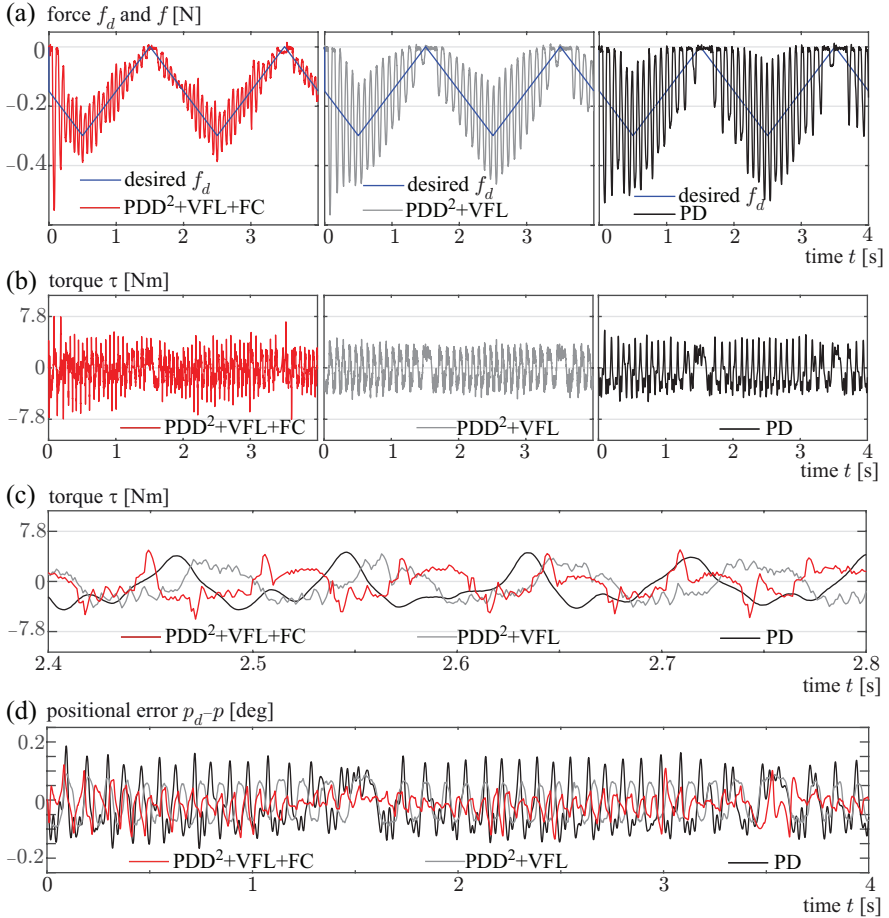 (a) force f_d and f [N]
0
−0.2
−0.4
desired f_d
PDD²+VFL+FC
desired f_d
PDD²+VFL
desired f_d
PD
0 1 2 3 0 1 2 3 0 1 2 3 4
time t [s]
(b) torque τ [Nm]
7.8
0
−7.8
PDD²+VFL+FC
PDD²+VFL
PD
0 1 2 3 0 1 2 3 0 1 2 3 4
time t [s]
(c) torque τ [Nm]
7.8
0
−7.8
PDD²+VFL+FC PDD²+VFL PD
2.4 2.5 2.6 2.7 2.8
time t [s]
(d) positional error p_d−p [deg]
0.2
0
−0.2
PDD²+VFL+FC PDD²+VFL PD
0 1 2 3 4
time t [s]